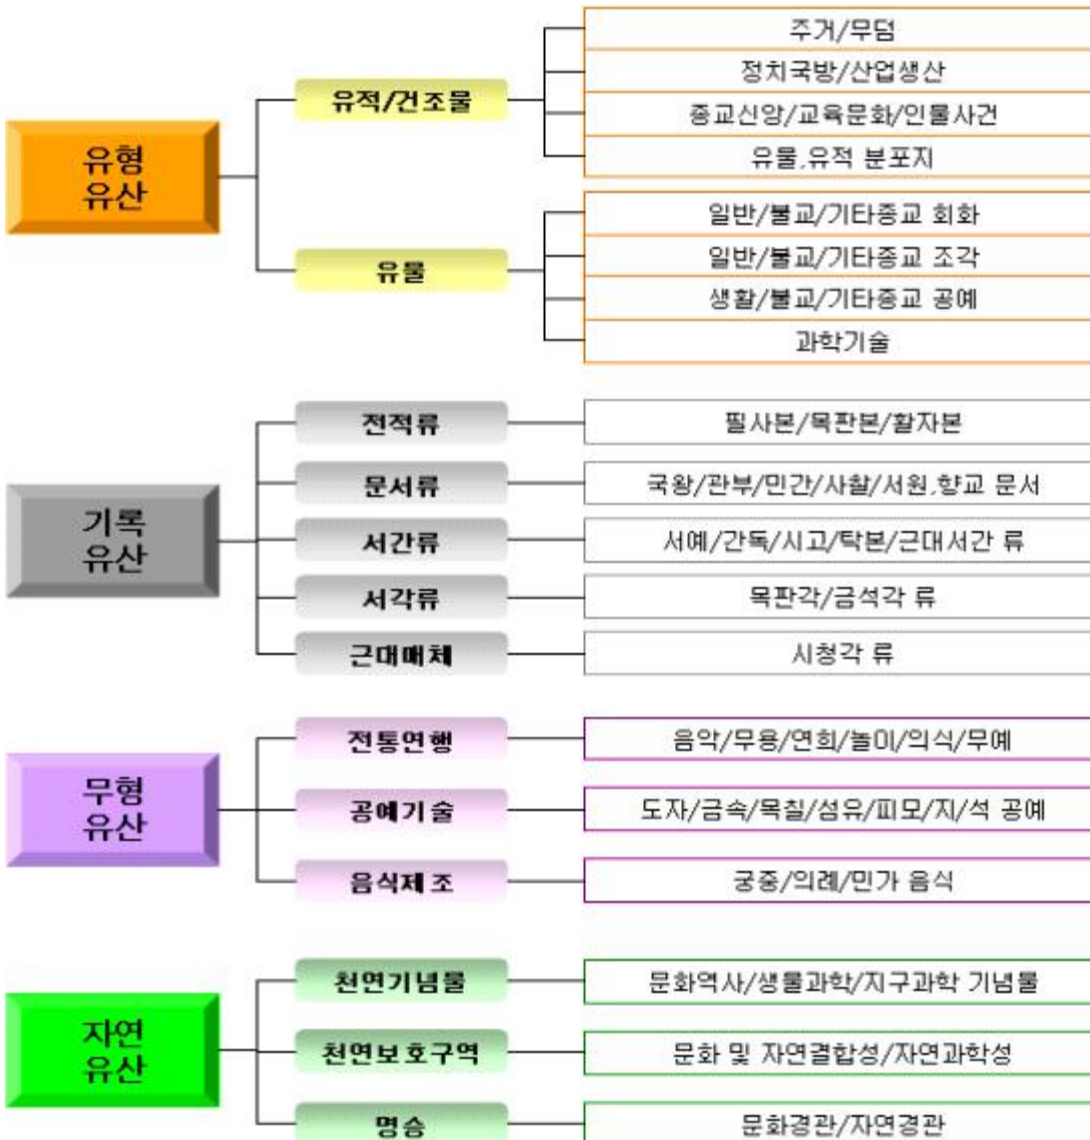 유형
유산
유적/건조물
주거/무덤
정치국방/산업생산
종교신앙/교육문화/인물사건
유물,유적 분포지
유물
일반/불교/기타종교 회화
일반/불교/기타종교 조각
생활/불교/기타종교 공예
과학기술
기록
유산
전적류
필사본/목판본/활자본
문서류
국왕/관부/민간/사찰/서원,향교 문서
서간류
서예/간독/시고/탁본/근대서간 류
서각류
목판각/금석각 류
근대매체
시청각 류
무형
유산
전통연행
음악/무용/연희/놀이/의식/무예
공예기술
도자/금속/목칠/섬유/피모/지/석 공예
음식제조
궁중/의례/민가 음식
자연
유산
천연기념물
문화역사/생물과학/지구과학 기념물
천연보호구역
문화 및 자연결합성/자연과학성
명승
문화경관/자연경관